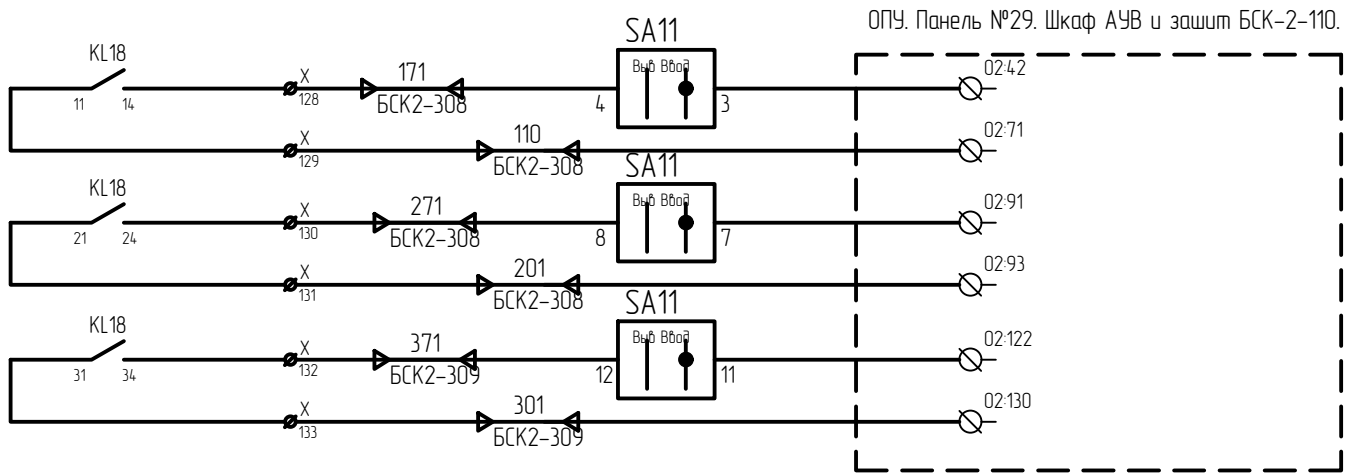 ОПУ. Панель №29. Шкаф АУВ и зашит БСК-2-110.
KL18
11 14
X
128
171
БСК2-308
SA11
Выв Ввод
4 3
02:42
X
129
110
БСК2-308
02:71
KL18
21 24
X
130
271
БСК2-308
SA11
Выв Ввод
8 7
02:91
X
131
201
БСК2-308
02:93
KL18
31 34
X
132
371
БСК2-309
SA11
Выв Ввод
12 11
02:122
X
133
301
БСК2-309
02:130